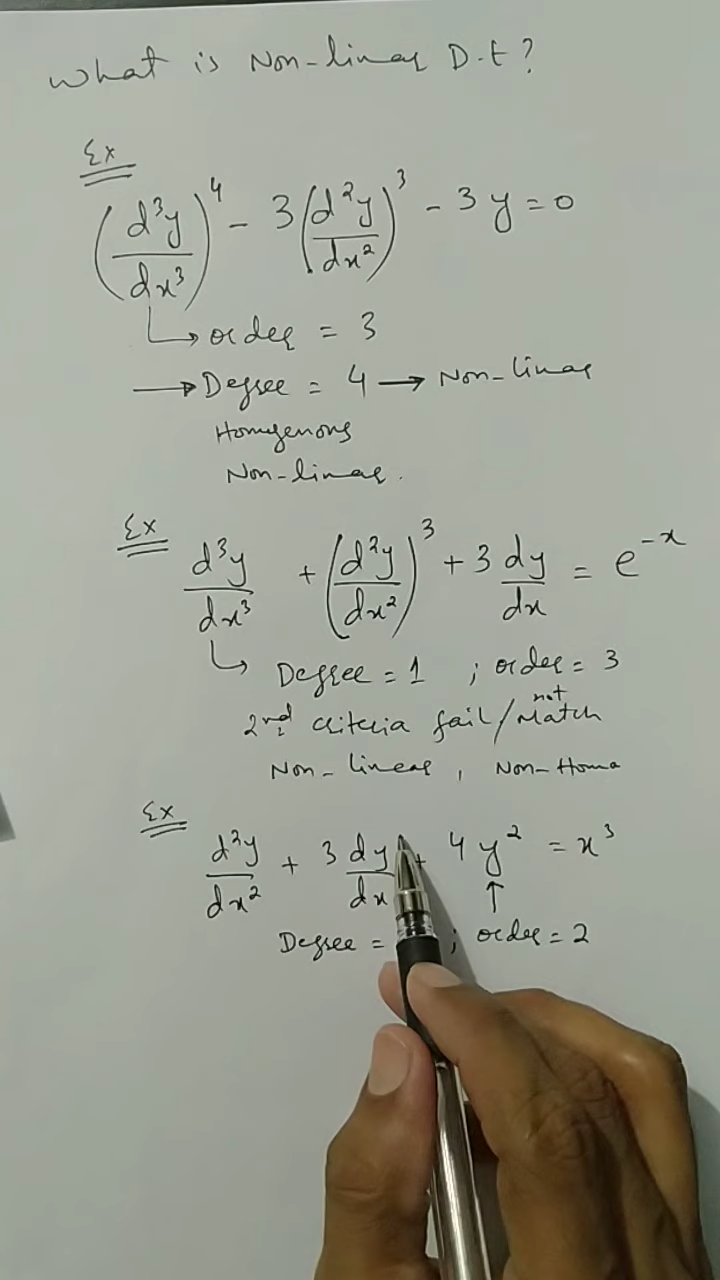 What is Non-linear D.E?
Ex
(d³y/dx³)⁴ - 3(d²y/dx²)³ - 3y = 0
↳ order = 3
→ Degree = 4 → Non-linear
Homogenous
Non-linear.
Ex
d³y/dx³ + (d²y/dx²)³ + 3 dy/dx = e⁻ˣ
↳ Degree = 1 ; order = 3
2nd criteria fail/not Match
Non-linear, Non-Homo
Ex
d²y/dx² + 3 dy/dx + 4y² = x³
↑
Degree = ; order = 2